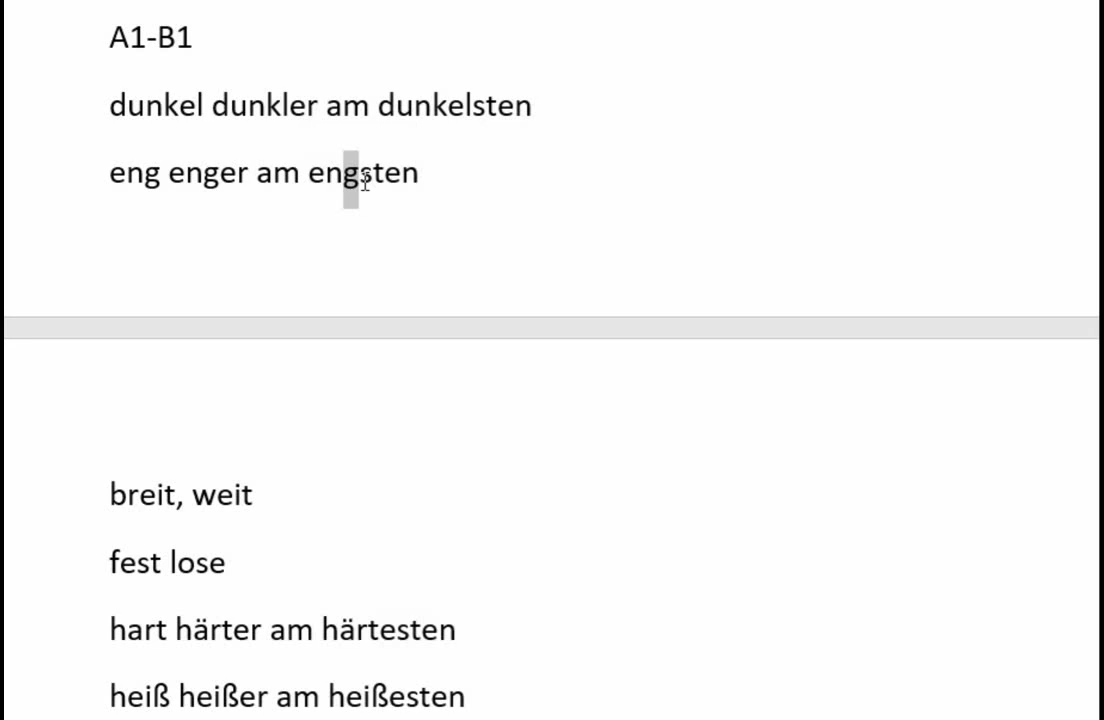 A1-B1
dunkel dunkler am dunkelsten
eng enger am engsten
breit, weit
fest lose
hart härter am härtesten
heiß heißer am heißesten